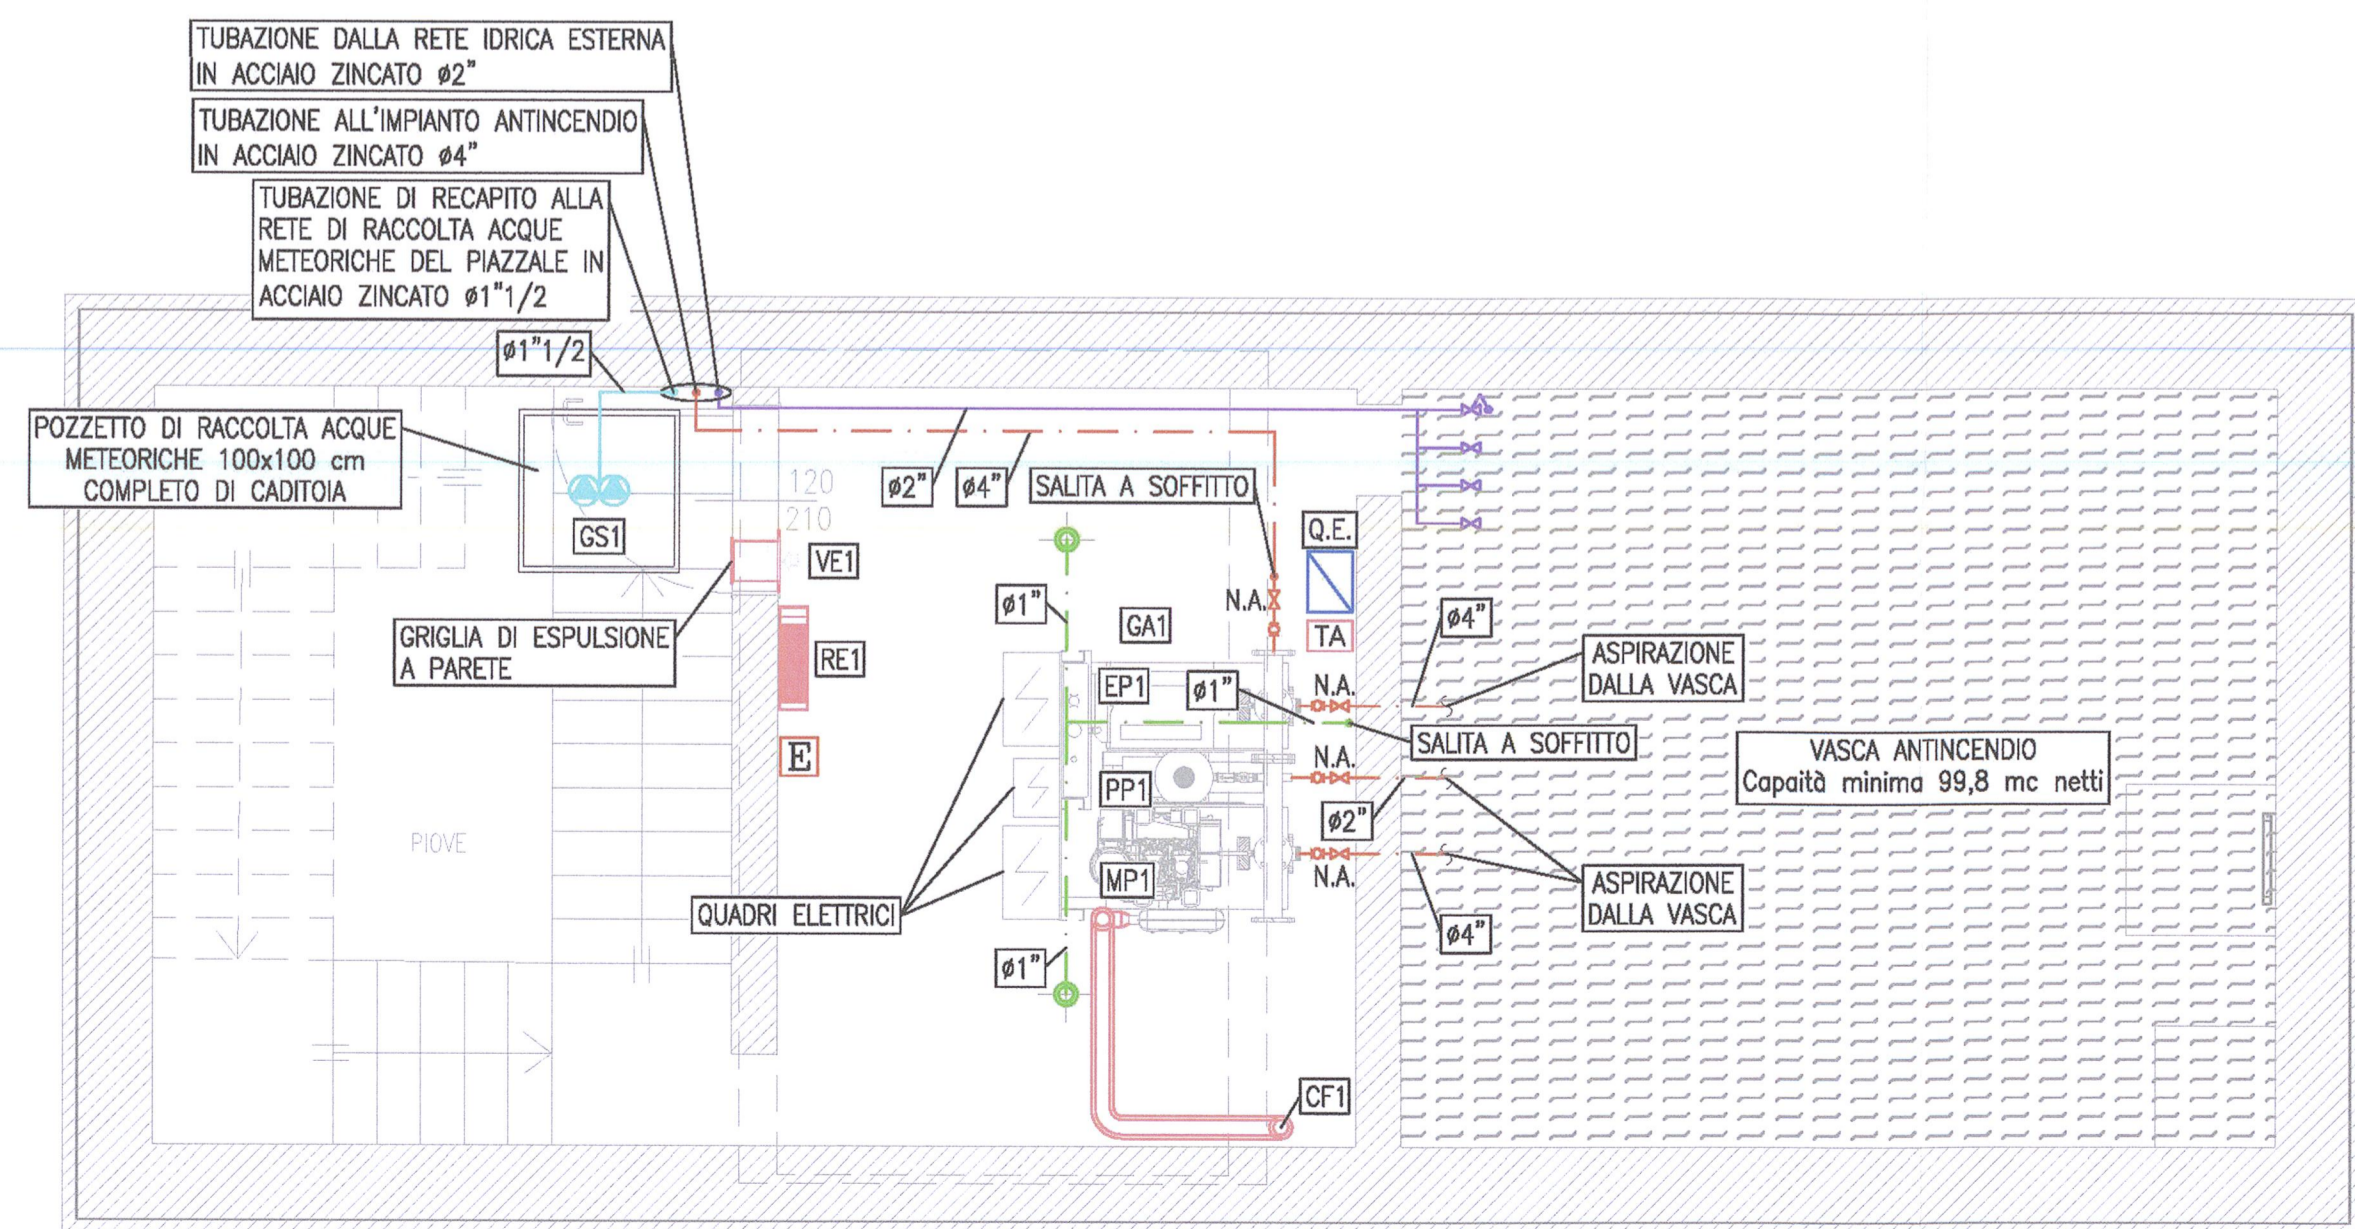 TUBAZIONE DALLA RETE IDRICA ESTERNA
IN ACCIAIO ZINCATO ø2"
TUBAZIONE ALL'IMPIANTO ANTINCENDIO
IN ACCIAIO ZINCATO ø4"
TUBAZIONE DI RECAPITO ALLA
RETE DI RACCOLTA ACQUE
METEORICHE DEL PIAZZALE IN
ACCIAIO ZINCATO ø1"1/2
ø1"1/2
POZZETTO DI RACCOLTA ACQUE
METEORICHE 100x100 cm
COMPLETO DI CADITOIA
GS1
120
210
ø2"
ø4"
SALITA A SOFFITTO
Q.E.
VE1
N.A.
TA
ø1"
GA1
GRIGLIA DI ESPULSIONE
A PARETE
RE1
E
EP1
ø1"
N.A.
ø4"
ASPIRAZIONE
DALLA VASCA
SALITA A SOFFITTO
VASCA ANTINCENDIO
Capaità minima 99,8 mc netti
N.A.
PP1
ø2"
PIOVE
MP1
N.A.
ASPIRAZIONE
DALLA VASCA
ø4"
QUADRI ELETTRICI
ø1"
CF1